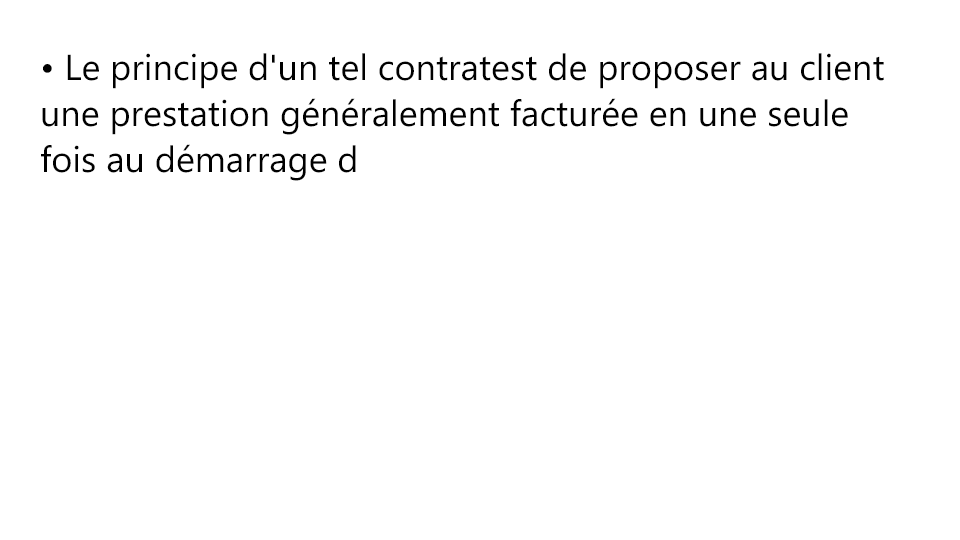 • Le principe d'un tel contratest de proposer au client
une prestation généralement facturée en une seule
fois au démarrage d